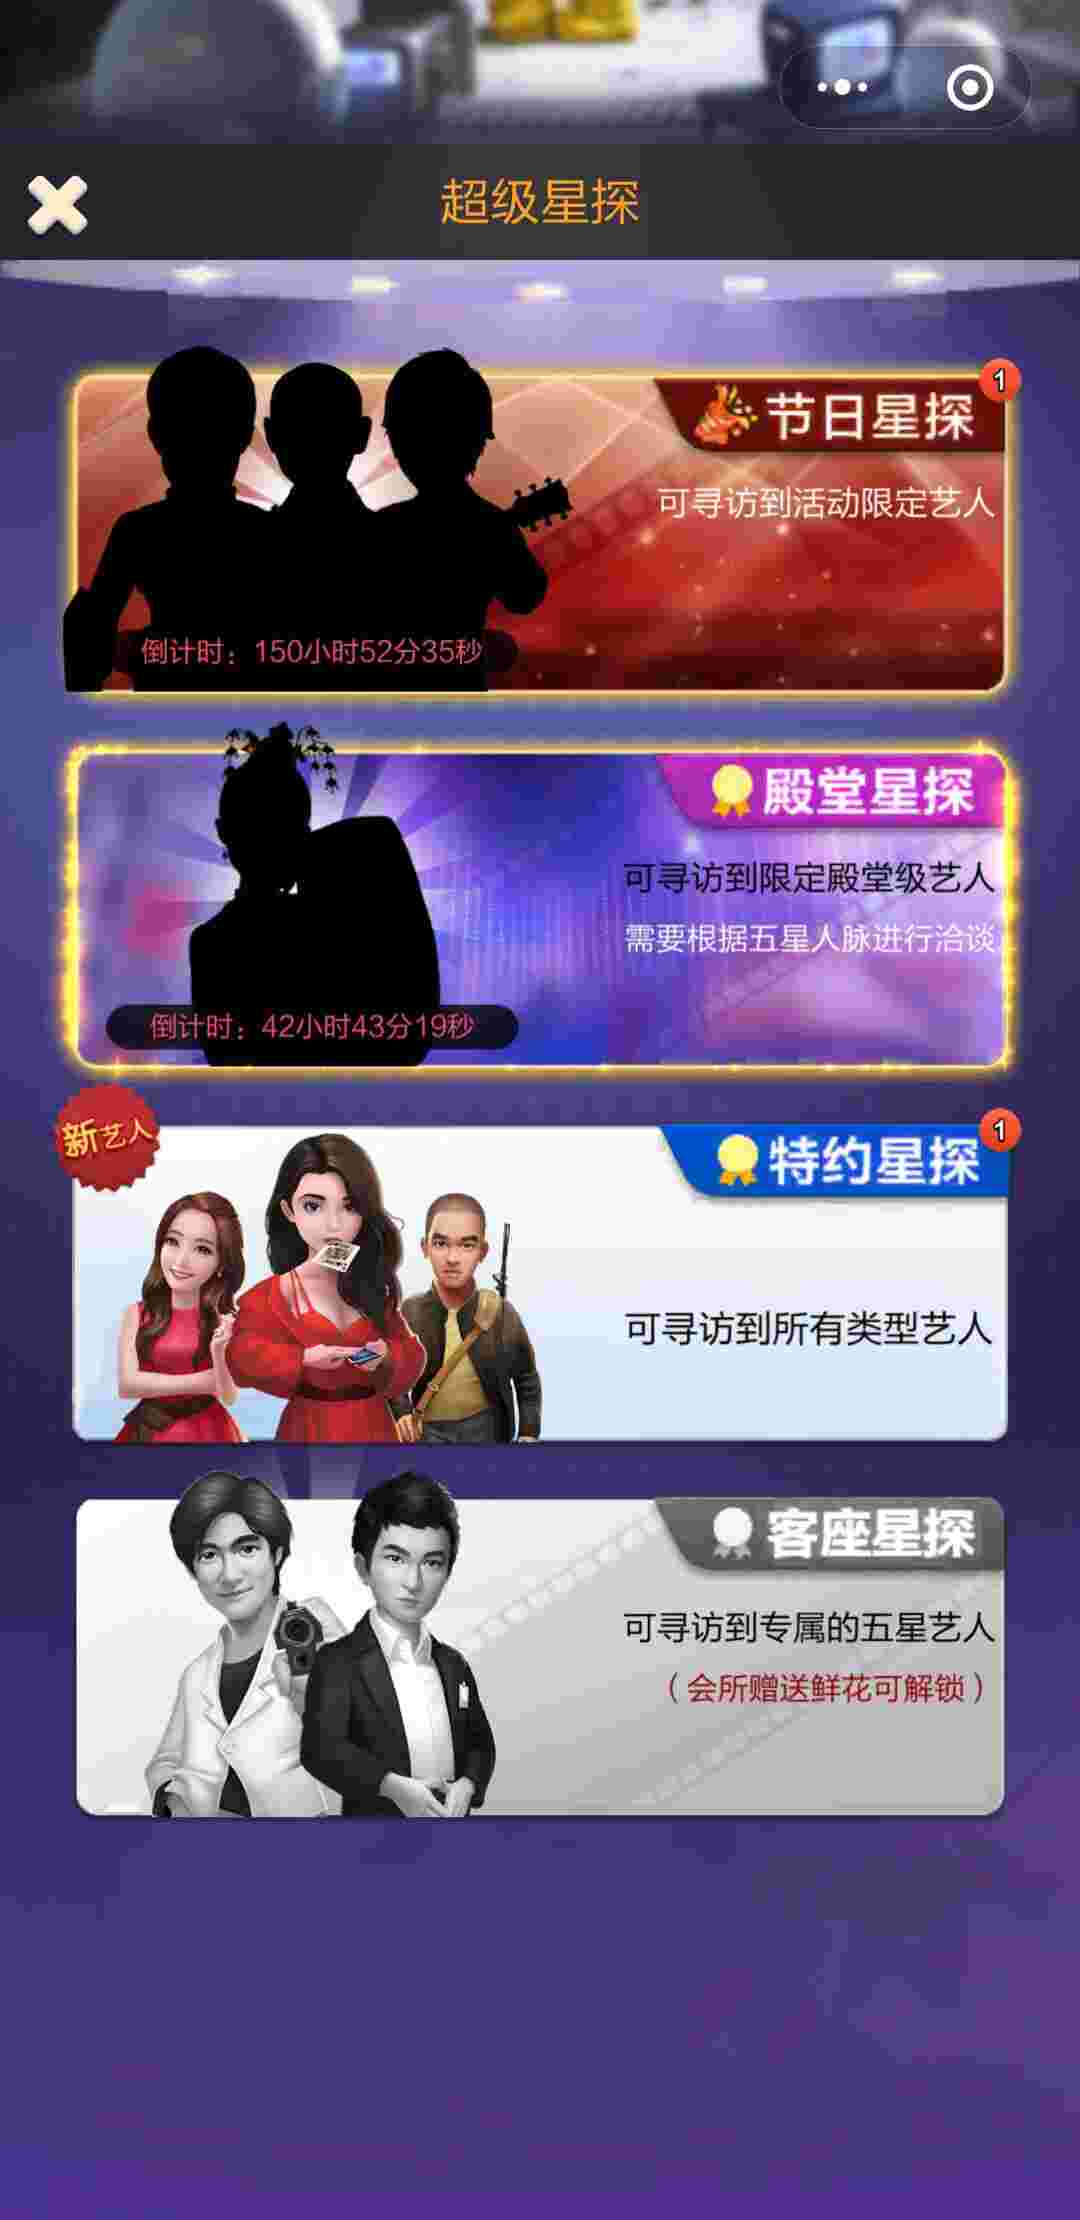 超级星探
1
节日星探
可寻访到活动限定艺人
倒计时：150小时52分35秒
殿堂星探
可寻访到限定殿堂级艺人
需要根据五星人脉进行洽谈
倒计时：42小时43分19秒
新艺人
1
特约星探
可寻访到所有类型艺人
客座星探
可寻访到专属的五星艺人
（会所赠送鲜花可解锁）